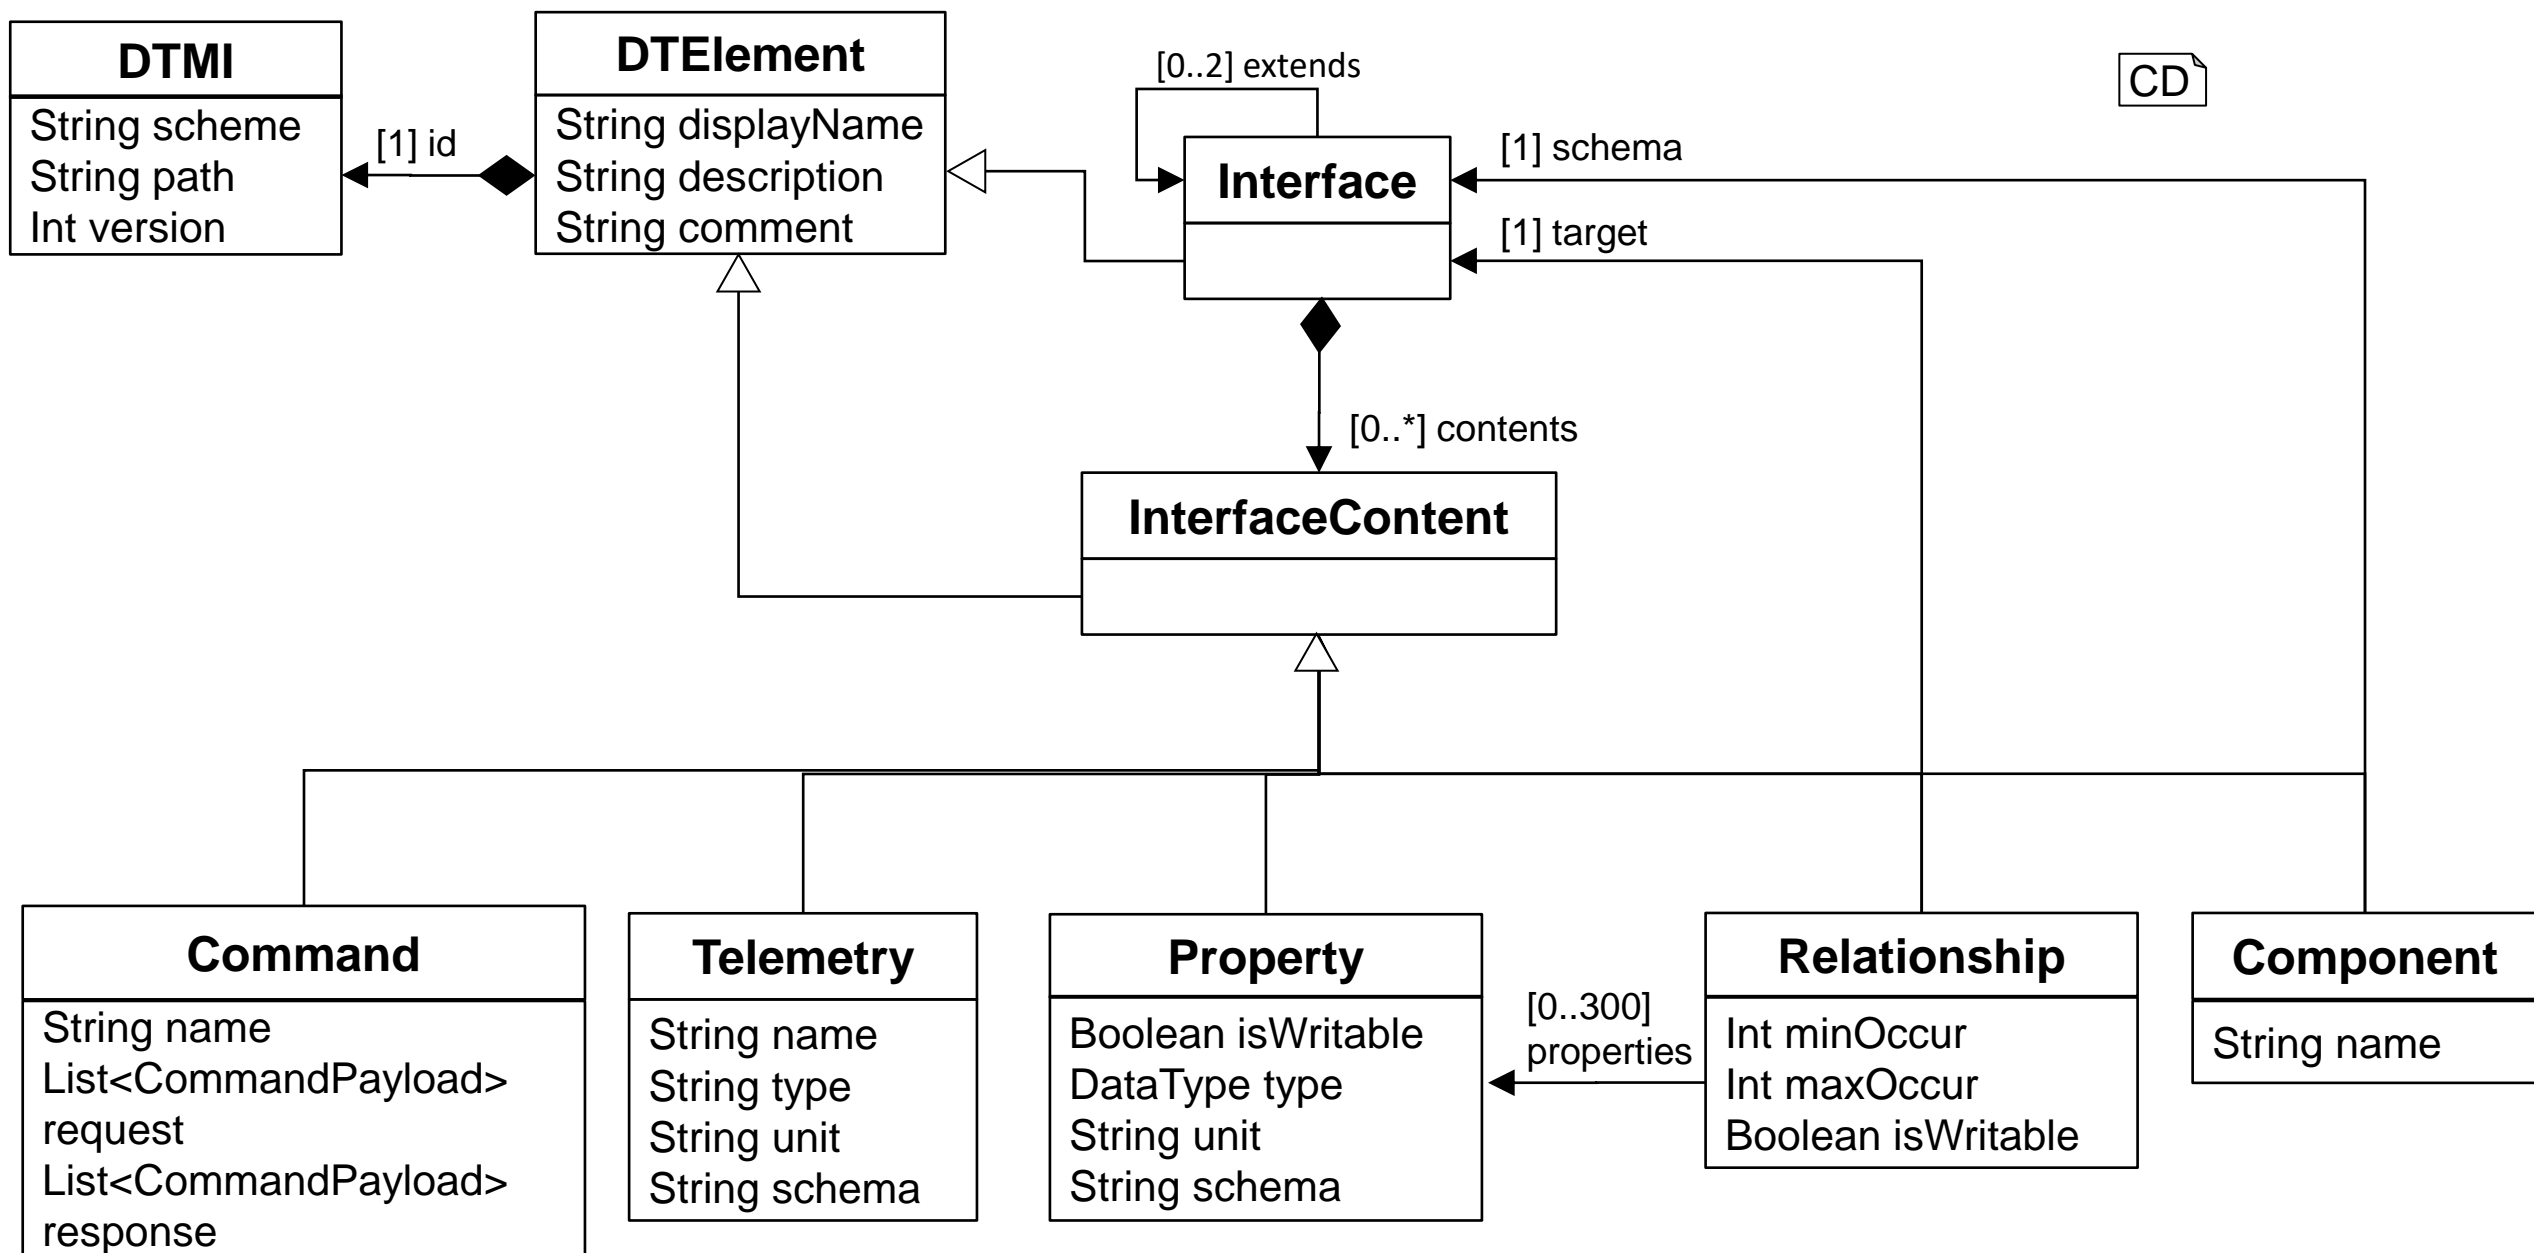 DTMI
String scheme
String path
Int version
[1] id
DTElement
String displayName
String description
String comment
[0..2] extends
Interface
[1] schema
[1] target
CD
[0..*] contents
InterfaceContent
Command
String name
List<CommandPayload>
request
List<CommandPayload>
response
Telemetry
String name
String type
String unit
String schema
Property
Boolean isWritable
DataType type
String unit
String schema
[0..300]
properties
Relationship
Int minOccur
Int maxOccur
Boolean isWritable
Component
String name